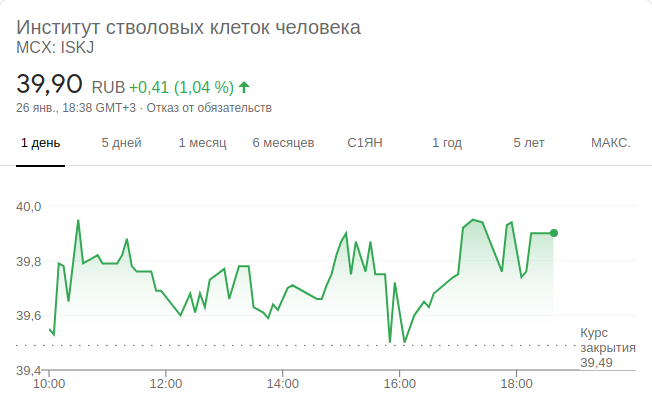 Институт стволовых клеток человека
MCX: ISKJ
39,90 RUB +0,41 (1,04 %)
26 янв., 18:38 GMT+3 · Отказ от обязательств
1 день 5 дней 1 месяц 6 месяцев С1ЯН 1 год 5 лет МАКС.
40,0
39,8
39,6
Курс
закрытия
39,49
39,4
10:00 12:00 14:00 16:00 18:00